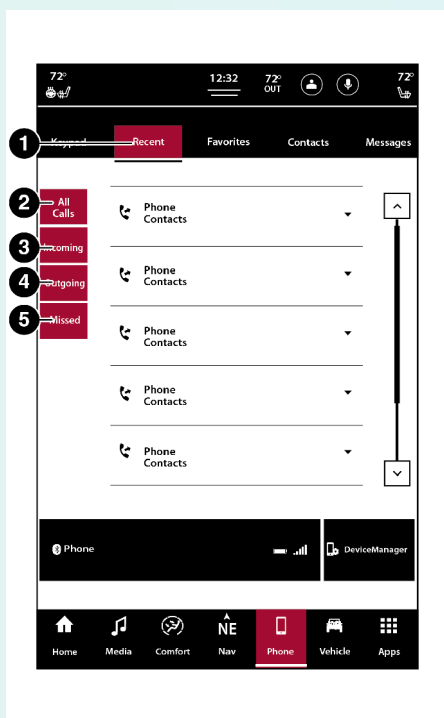 72°
12:32
72°
OUT
72°
1
Keypad
Recent
Favorites
Contacts
Messages
2
All
Calls
3
Incoming
4
Outgoing
5
Missed
Phone
Contacts
Phone
Contacts
Phone
Contacts
Phone
Contacts
Phone
Contacts
Phone
DeviceManager
NE
Home
Media
Comfort
Nav
Phone
Vehicle
Apps